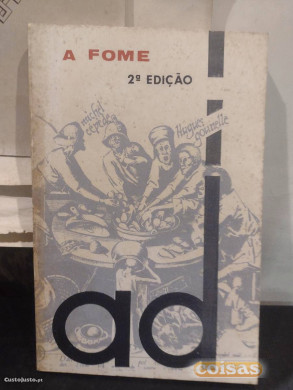 A FOME
2ª EDIÇÃO
michel cépède
Hugues gounelle
ad
coisas
CustoJusto.pt